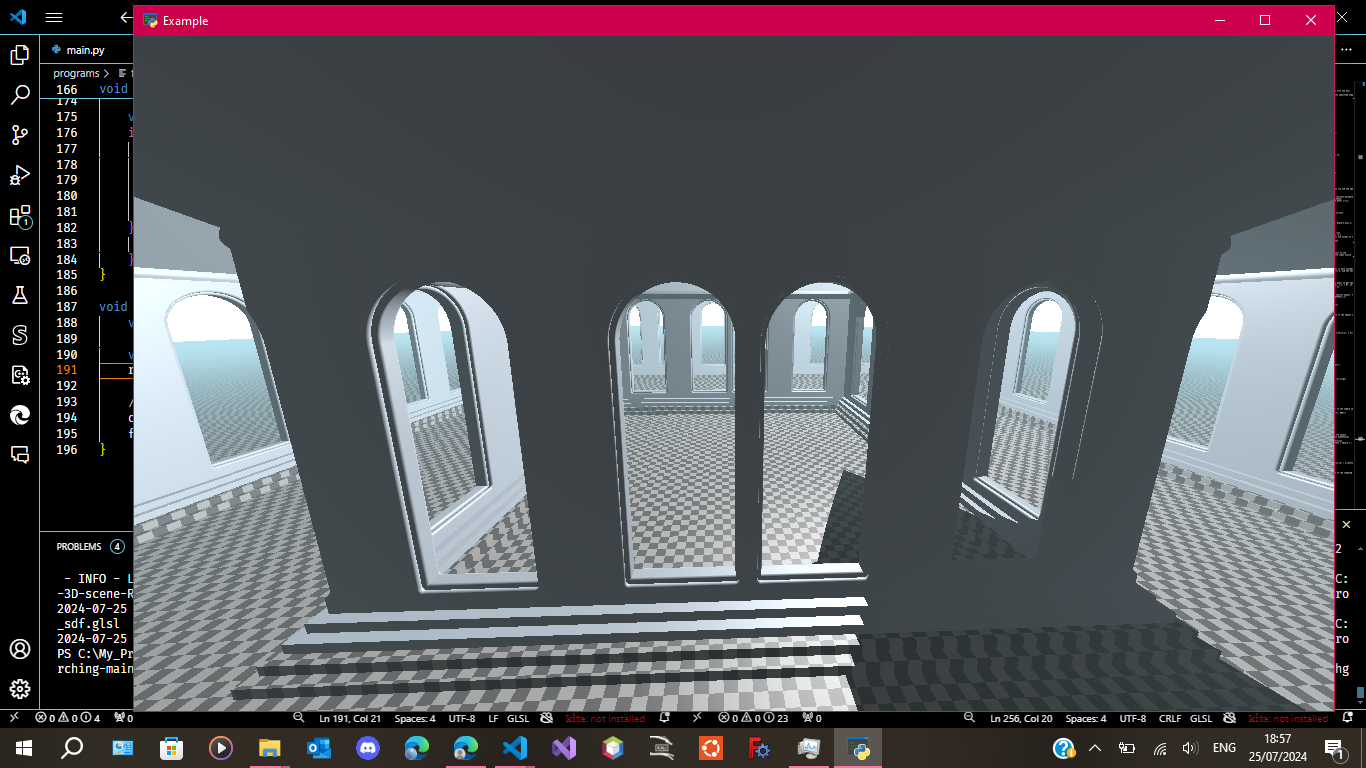 Example
main.py
programs >
166 void
174
175 v
176 i
177
178
179
180
181
182 }
183
184 }
185 }
186
187 void
188 v
189
190 v
191 r
192
193 /
194 c
195 f
196 }
1
PROBLEMS 4
- INFO - L
-3D-scene-R
2024-07-25
_sdf.glsl
2024-07-25
PS C:\My_Pr
rching-main
2
C:
ro
C:
ro
hg
0 0 4 0 Ln 191, Col 21 Spaces: 4 UTF-8 LF GLSL kite: not installed 0 0 23 0 Ln 256, Col 20 Spaces: 4 UTF-8 CRLF GLSL kite: not installed
ENG 18:57
25/07/2024
1